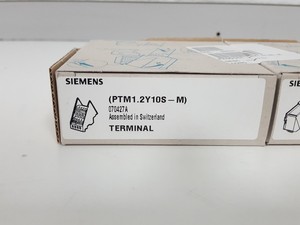 SIEMENS
(PTM1.2Y10S-M)
070427A
Assembled in Switzerland
TERMINAL